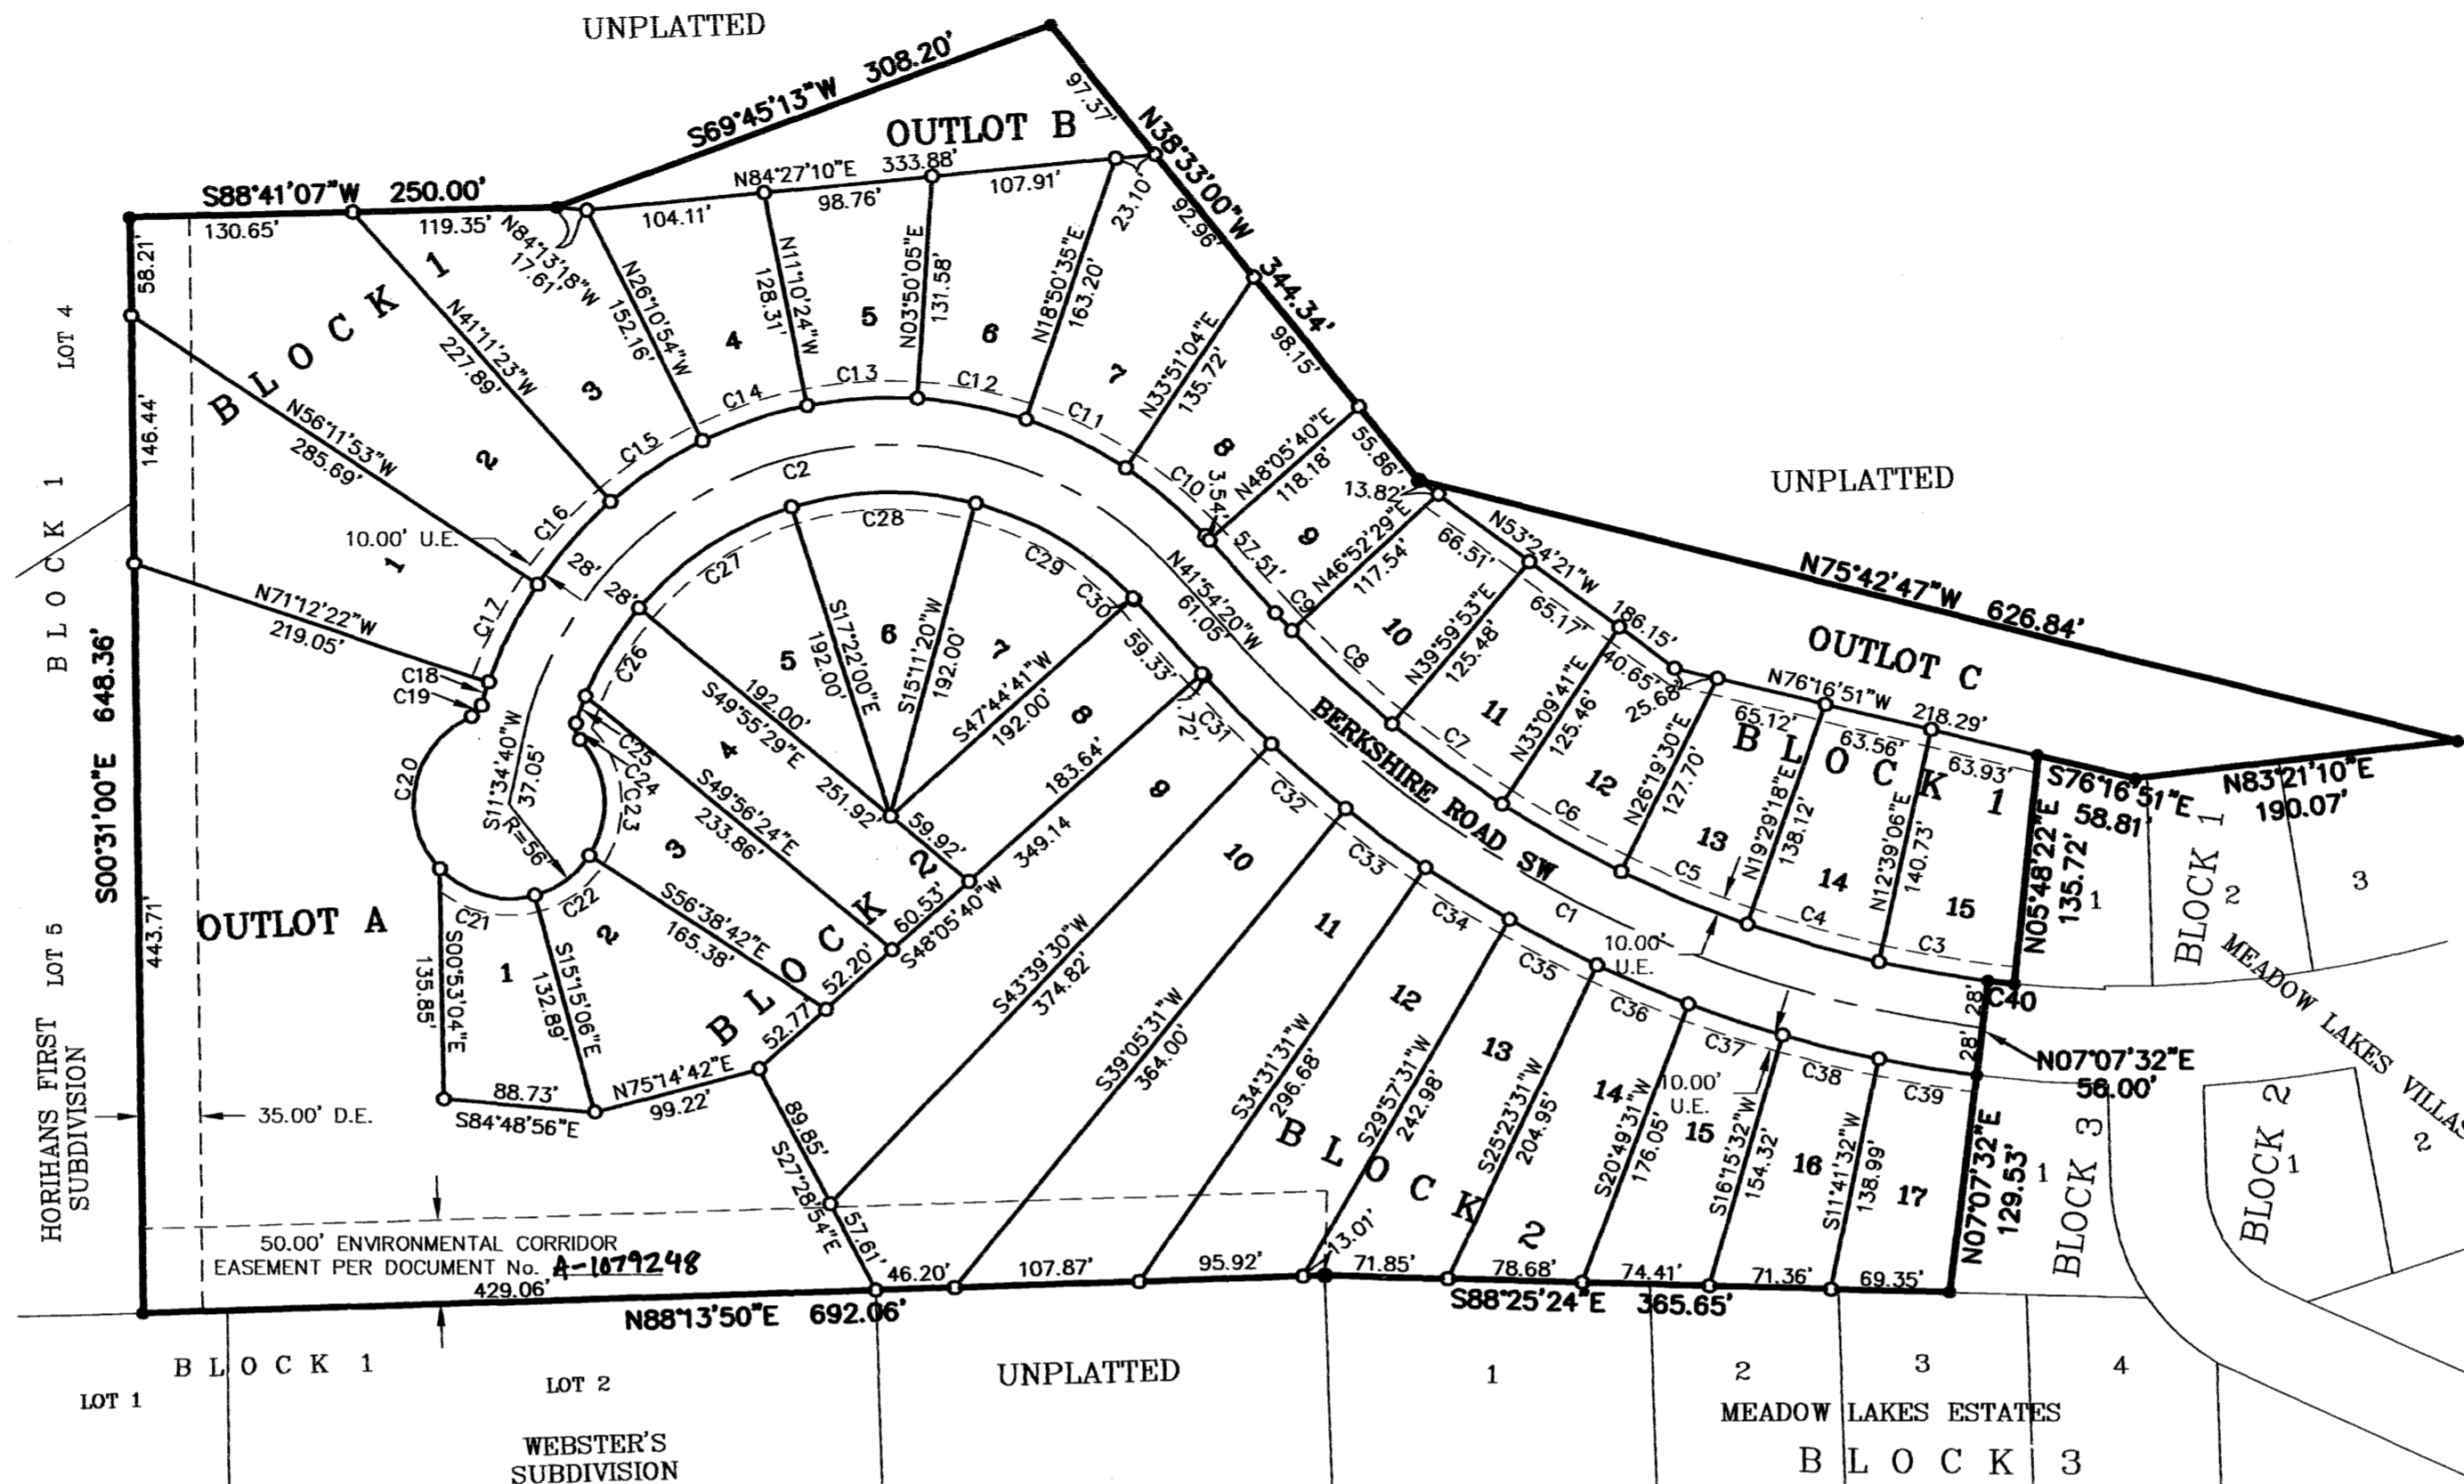 UNPLATTED
S69°45'13"W 308.20'
97.37'
OUTLOT B
N38°33'00"W
344.34'
S88°41'07"W 250.00'
130.65'
119.35'
N84°27'10"E 333.88'
104.11'
98.76'
107.91'
23.10'
92.96'
98.15'
N84°13'18"W
17.61'
58.21'
146.44'
443.71'
S00°31'00"E 648.36'
LOT 4
BLOCK 1
LOT 5
HORIHANS FIRST
SUBDIVISION
BLOCK 1
N41°11'23"W
227.89'
3
N26°10'54"W
152.16'
4
N11°10'24"W
128.31'
5
N03°50'05"E
131.58'
6
N18°50'35"E
163.20'
7
N33°51'04"E
135.72'
8
N48°05'40"E
118.18'
3.54'
55.86'
13.82'
9
57.51'
N46°52'29"E
117.54'
N56°11'53"W
285.69'
2
10.00' U.E.
1
N71°12'22"W
219.05'
C10
C11
C12
C13
C14
C15
C16
C17
C18
C19
C20
C2
28'
28'
C28
C27
C26
C29
C30
C25
C24
C23
C22
C21
S11°34'40"W
37.05'
R=56'
N41°54'20"W
61.05'
59.33'
.72'
C31
UNPLATTED
N75°42'47"W 626.84'
OUTLOT C
N53°24'21"W
186.15'
66.51'
65.17'
40.65'
25.68'
N76°16'51"W
218.29'
65.12'
63.56'
63.93'
S76°16'51"E
58.81'
N83°21'10"E
190.07'
10
N39°59'53"E
125.48'
11
N33°09'41"E
125.46'
12
N26°19'30"E
127.70'
13
N19°29'18"E
138.12'
14
N12°39'06"E
140.73'
15
N05°48'22"E
135.72'
BLOCK 1
C9
C8
C7
C6
C5
C4
C3
C1
C40
BERKSHIRE ROAD SW
10.00'
U.E.
28'
28'
N07°07'32"E
56.00'
1
BLOCK 1
2
3
MEADOW LAKES VILLAS
4
192.00'
S49°55'29"E
251.92'
59.92'
5
S17°22'00"E
192.00'
6
S15°11'20"W
192.00'
7
S47°44'41"W
192.00'
8
183.64'
349.14
S48°05'40"W
60.53'
52.20'
52.77'
3
S49°56'24"E
233.86'
S56°38'42"E
165.38'
2
BLOCK 2
1
S00°53'04"E
135.85'
S15°15'06"E
132.89'
88.73'
S84°48'56"E
N75°14'42"E
99.22'
89.85'
S27°28'54"E
57.61'
OUTLOT A
35.00' D.E.
50.00' ENVIRONMENTAL CORRIDOR
EASEMENT PER DOCUMENT No. A-1079248
9
S43°39'30"W
374.82'
10
S39°05'31"W
364.00'
11
S34°31'31"W
296.68'
12
S29°57'31"W
242.98'
13
S25°23'31"W
204.95'
14
S20°49'31"W
176.05'
15
S16°15'32"W
154.32'
16
S11°41'32"W
138.99'
17
N07°07'32"E
129.53'
C32
C33
C34
C35
C36
C37
C38
C39
10.00'
U.E.
BLOCK 2
13.01'
429.06'
46.20'
107.87'
95.92'
71.85'
78.68'
74.41'
71.36'
69.35'
N88°13'50"E 692.06'
S88°25'24"E 365.65'
1
BLOCK 3
BLOCK 2
1
2
BLOCK 1
LOT 1
LOT 2
WEBSTER'S
SUBDIVISION
UNPLATTED
1
2
3
4
MEADOW LAKES ESTATES
BLOCK 3